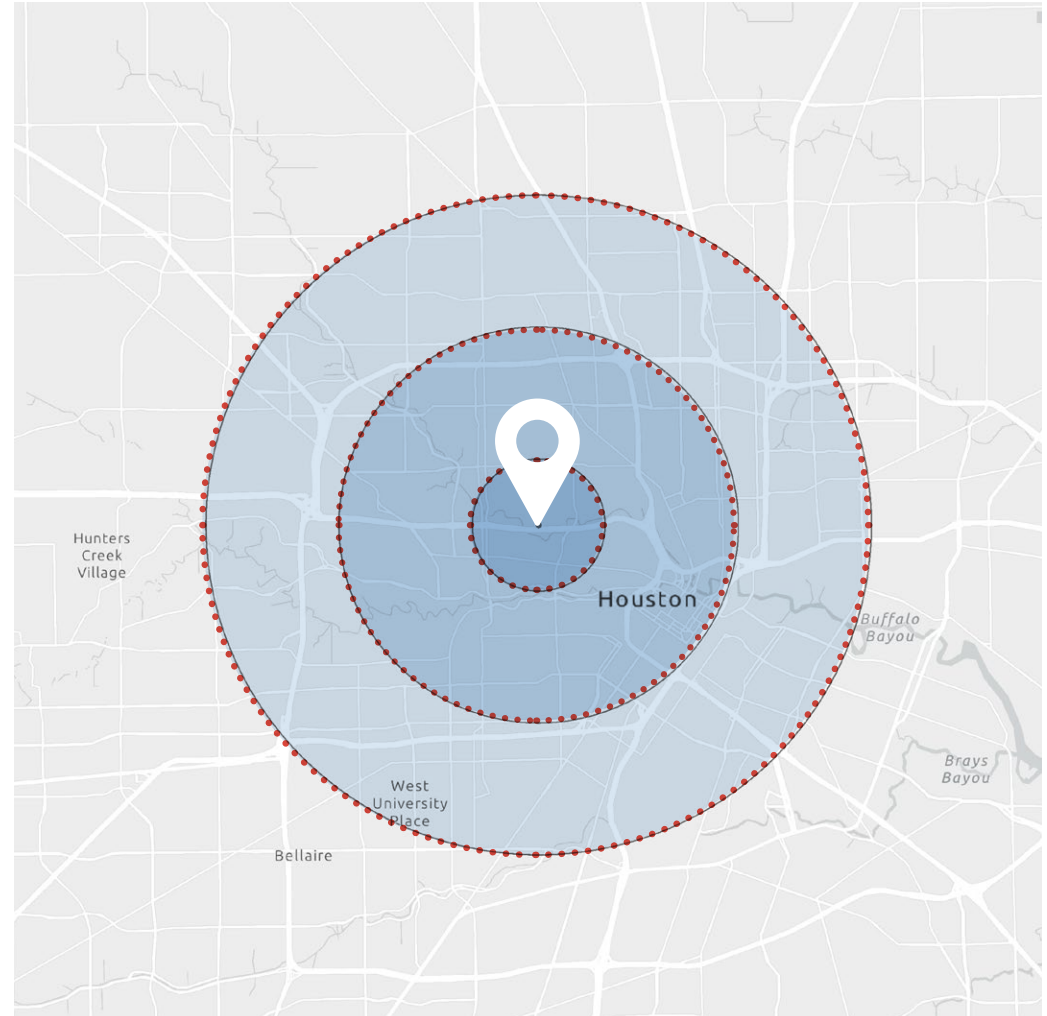 Hunters
Creek
Village
Houston
Buffalo
Bayou
Brays
Bayou
West
University
Place
Bellaire